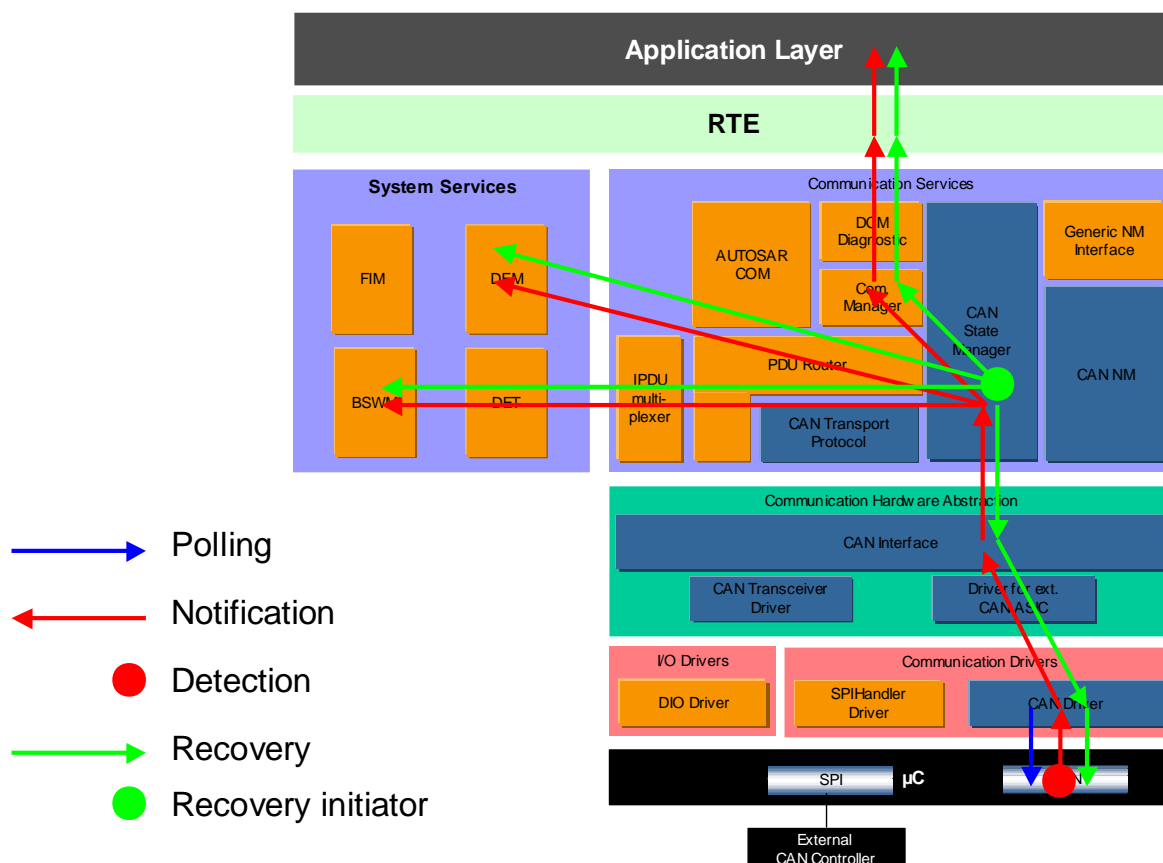 Application Layer
RTE
System Services
Communication Services
FIM
DEM
AUTOSAR
COM
DCM
Diagnostic
Generic NM
Interface
Com.
Manager
CAN
State
Manager
CAN NM
PDU Router
BSWM
DET
IPDU
multi-
plexer
CAN Transport
Protocol
Communication Hardware Abstraction
CAN Interface
CAN Transceiver
Driver
Driver for ext.
CAN ASIC
I/O Drivers
Communication Drivers
DIO Driver
SPIHandler
Driver
CAN Driver
SPI
µC
N
External
CAN Controller
Polling
Notification
Detection
Recovery
Recovery initiator